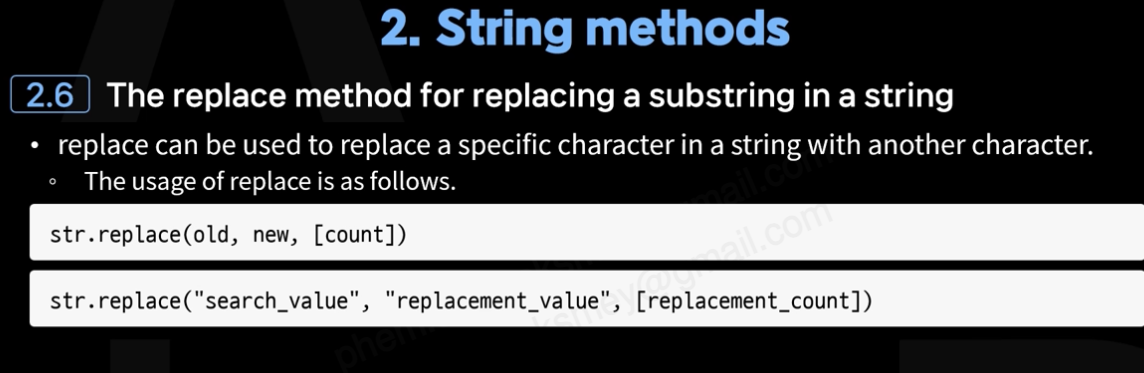 2. String methods
2.6 The replace method for replacing a substring in a string
• replace can be used to replace a specific character in a string with another character.
◦ The usage of replace is as follows.
str.replace(old, new, [count])
str.replace("search_value", "replacement_value", [replacement_count])